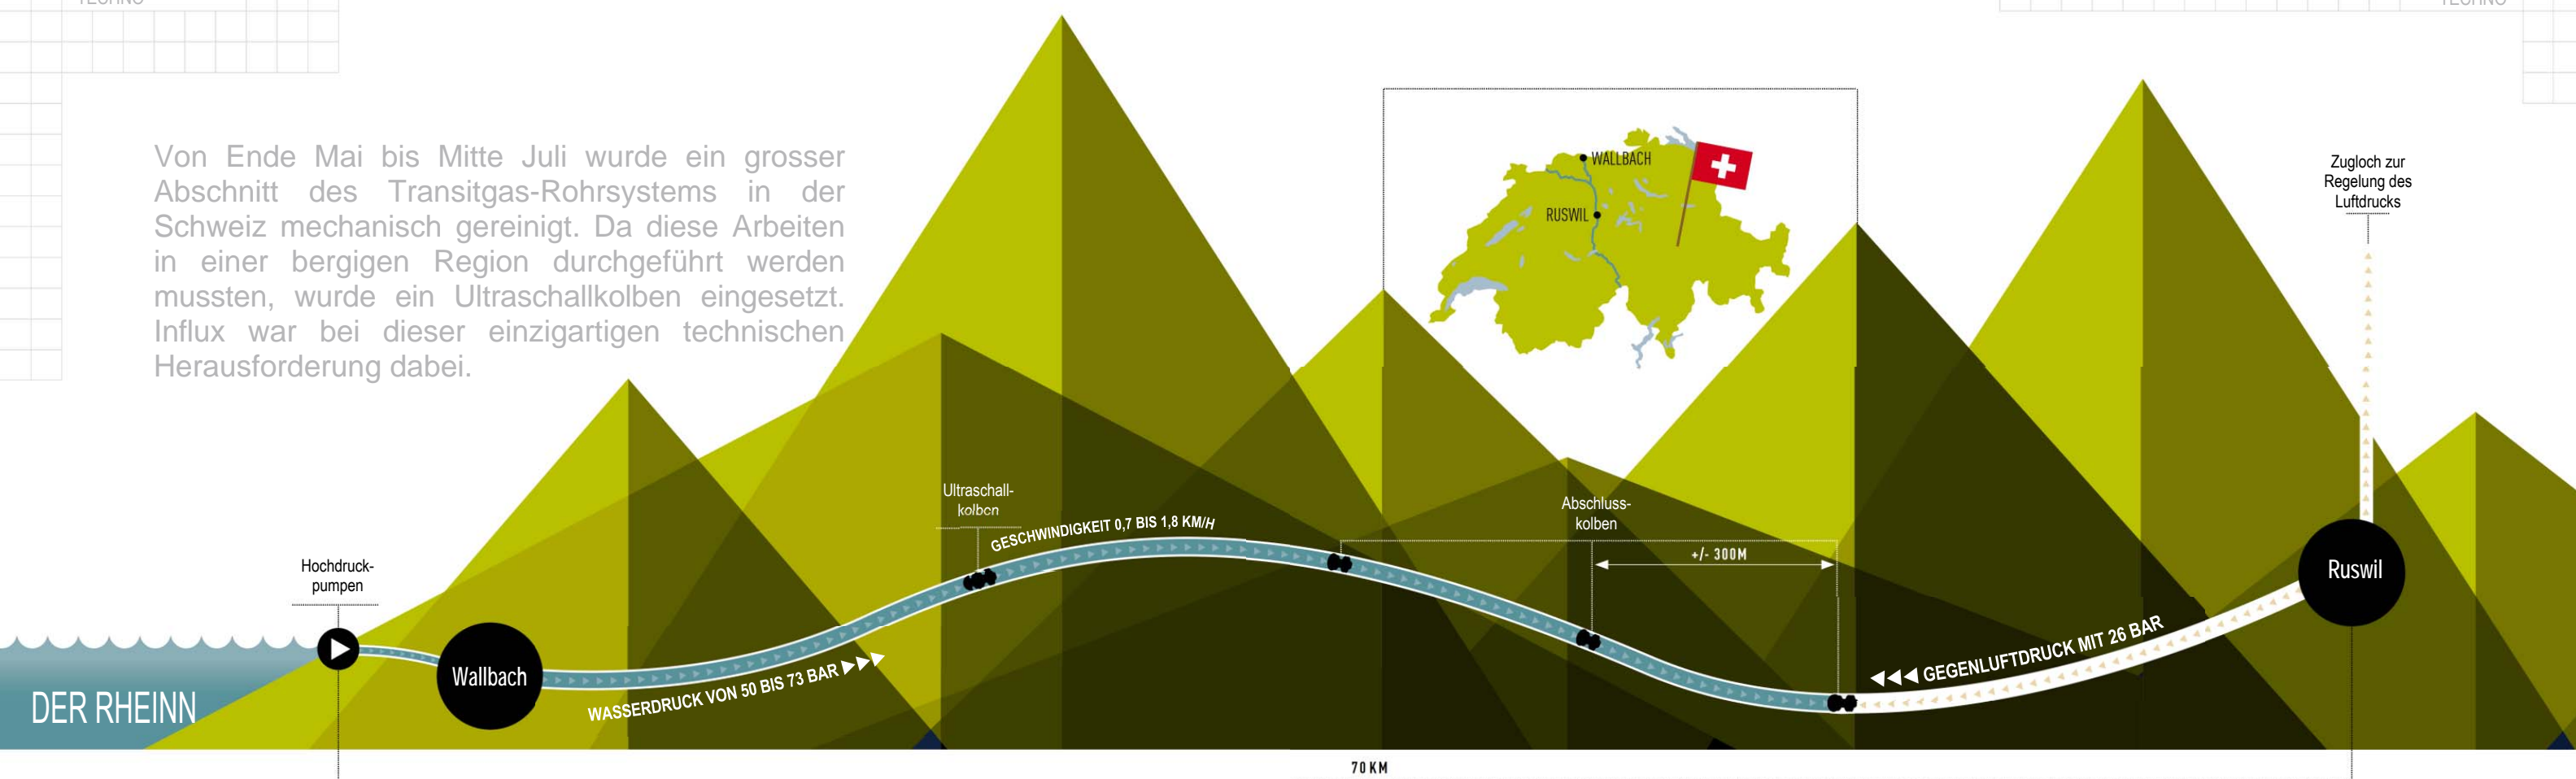 Von Ende Mai bis Mitte Juli wurde ein grosser
Abschnitt des Transitgas-Rohrsystems in der
Schweiz mechanisch gereinigt. Da diese Arbeiten
in einer bergigen Region durchgeführt werden
mussten, wurde ein Ultraschallkolben eingesetzt.
Influx war bei dieser einzigartigen technischen
Herausforderung dabei.
WALLBACH
RUSWIL
Zugloch zur
Regelung des
Luftdrucks
Ultraschall-
kolben
GESCHWINDIGKEIT 0,7 BIS 1,8 KM/H
Abschluss-
kolben
+/- 300M
Hochdruck-
pumpen
Wallbach
WASSERDRUCK VON 50 BIS 73 BAR
GEGENLUFTDRUCK MIT 26 BAR
Ruswil
DER RHEINN
70 KM